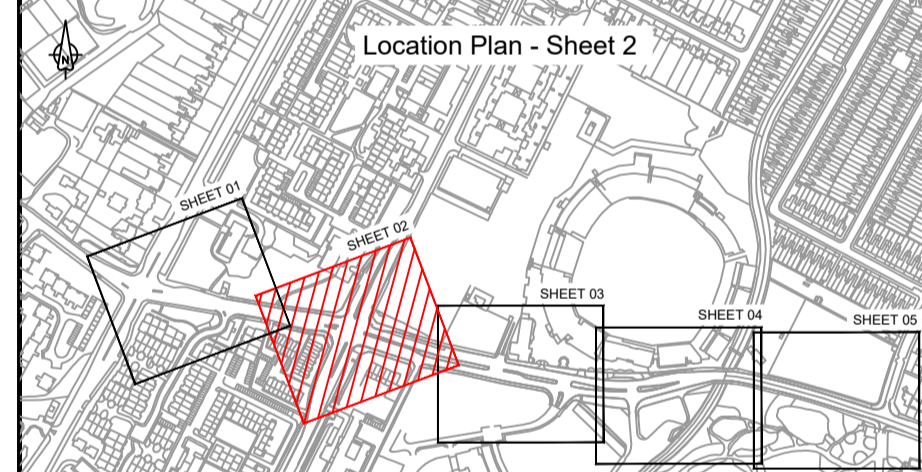 Location Plan - Sheet 2
N
SHEET 01
SHEET 02
SHEET 03
SHEET 04
SHEET 05